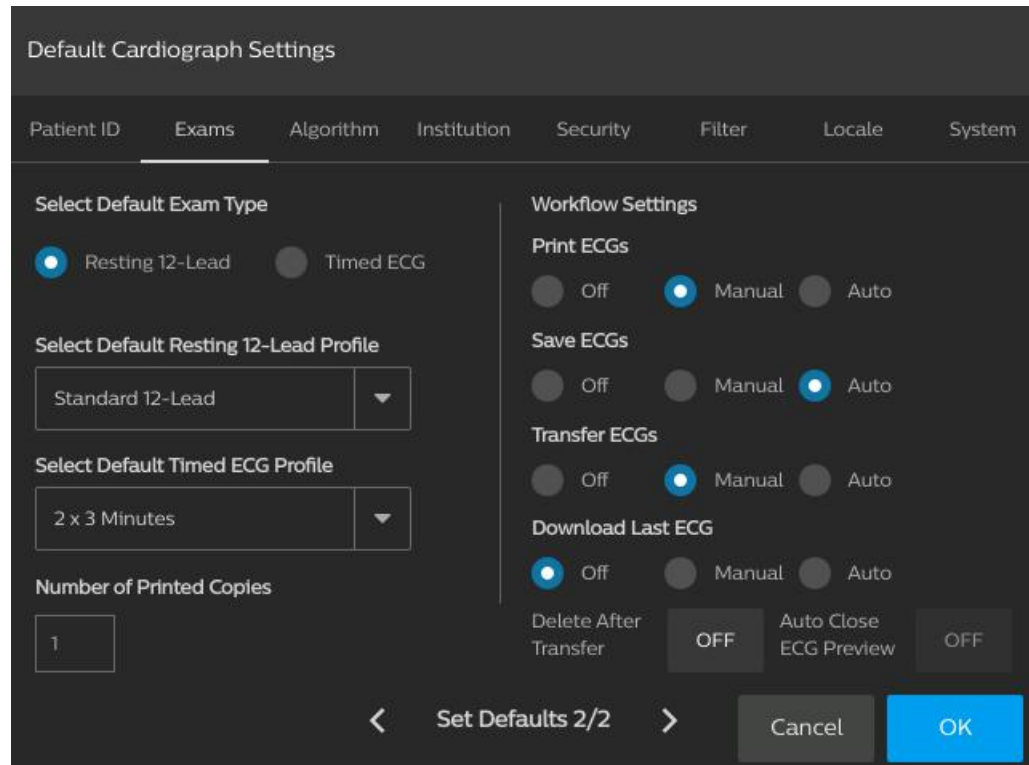 Default Cardiograph Settings
Patient ID Exams Algorithm Institution Security Filter Locale System
Select Default Exam Type
Resting 12-Lead Timed ECG
Select Default Resting 12-Lead Profile
Standard 12-Lead
Select Default Timed ECG Profile
2 x 3 Minutes
Number of Printed Copies
1
Workflow Settings
Print ECGs
Off Manual Auto
Save ECGs
Off Manual Auto
Transfer ECGs
Off Manual Auto
Download Last ECG
Off Manual Auto
Delete After
Transfer
OFF
Auto Close
ECG Preview
OFF
Set Defaults 2/2
Cancel
OK